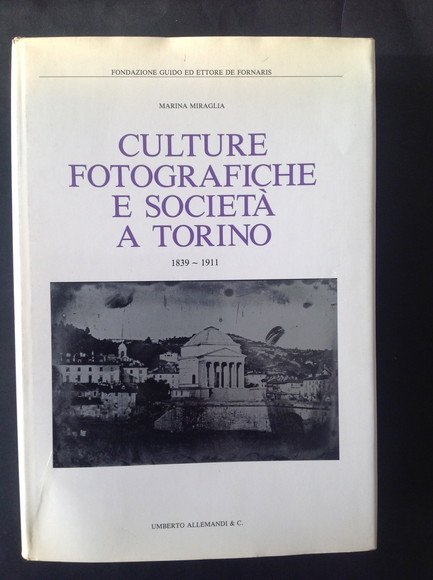 FONDAZIONE GUIDO ED ETTORE DE FORNARIS
MARINA MIRAGLIA
CULTURE
FOTOGRAFICHE
E SOCIETÀ
A TORINO
1839 ~ 1911
UMBERTO ALLEMANDI & C.